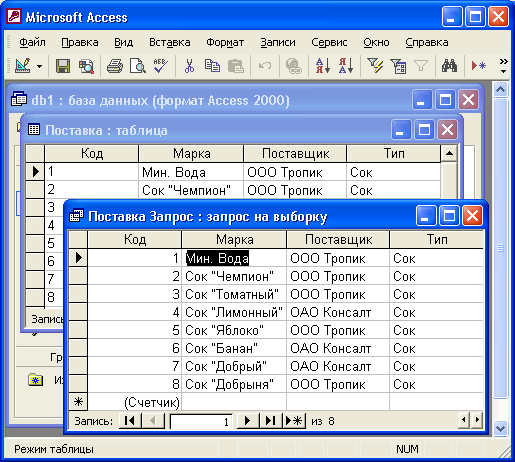 Microsoft Access
Файл Правка Вид Вставка Формат Записи Сервис Окно Справка
db1 : база данных (формат Access 2000)
Поставка : таблица
Код Марка Поставщик Тип
1 Мин. Вода ООО Тропик Сок
2 Сок "Чемпион" ООО Тропик Сок
3
4
5
6
7
8
Запись:
Поставка Запрос : запрос на выборку
Код Марка Поставщик Тип
1 Мин. Вода ООО Тропик Сок
2 Сок "Чемпион" ООО Тропик Сок
3 Сок "Томатный" ООО Тропик Сок
4 Сок "Лимонный" ОАО Консалт Сок
5 Сок "Яблоко" ООО Тропик Сок
6 Сок "Банан" ОАО Консалт Сок
7 Сок "Добрый" ОАО Консалт Сок
8 Сок "Добрыня" ООО Тропик Сок
(Счетчик)
Запись: 1 из 8
Режим таблицы NUM